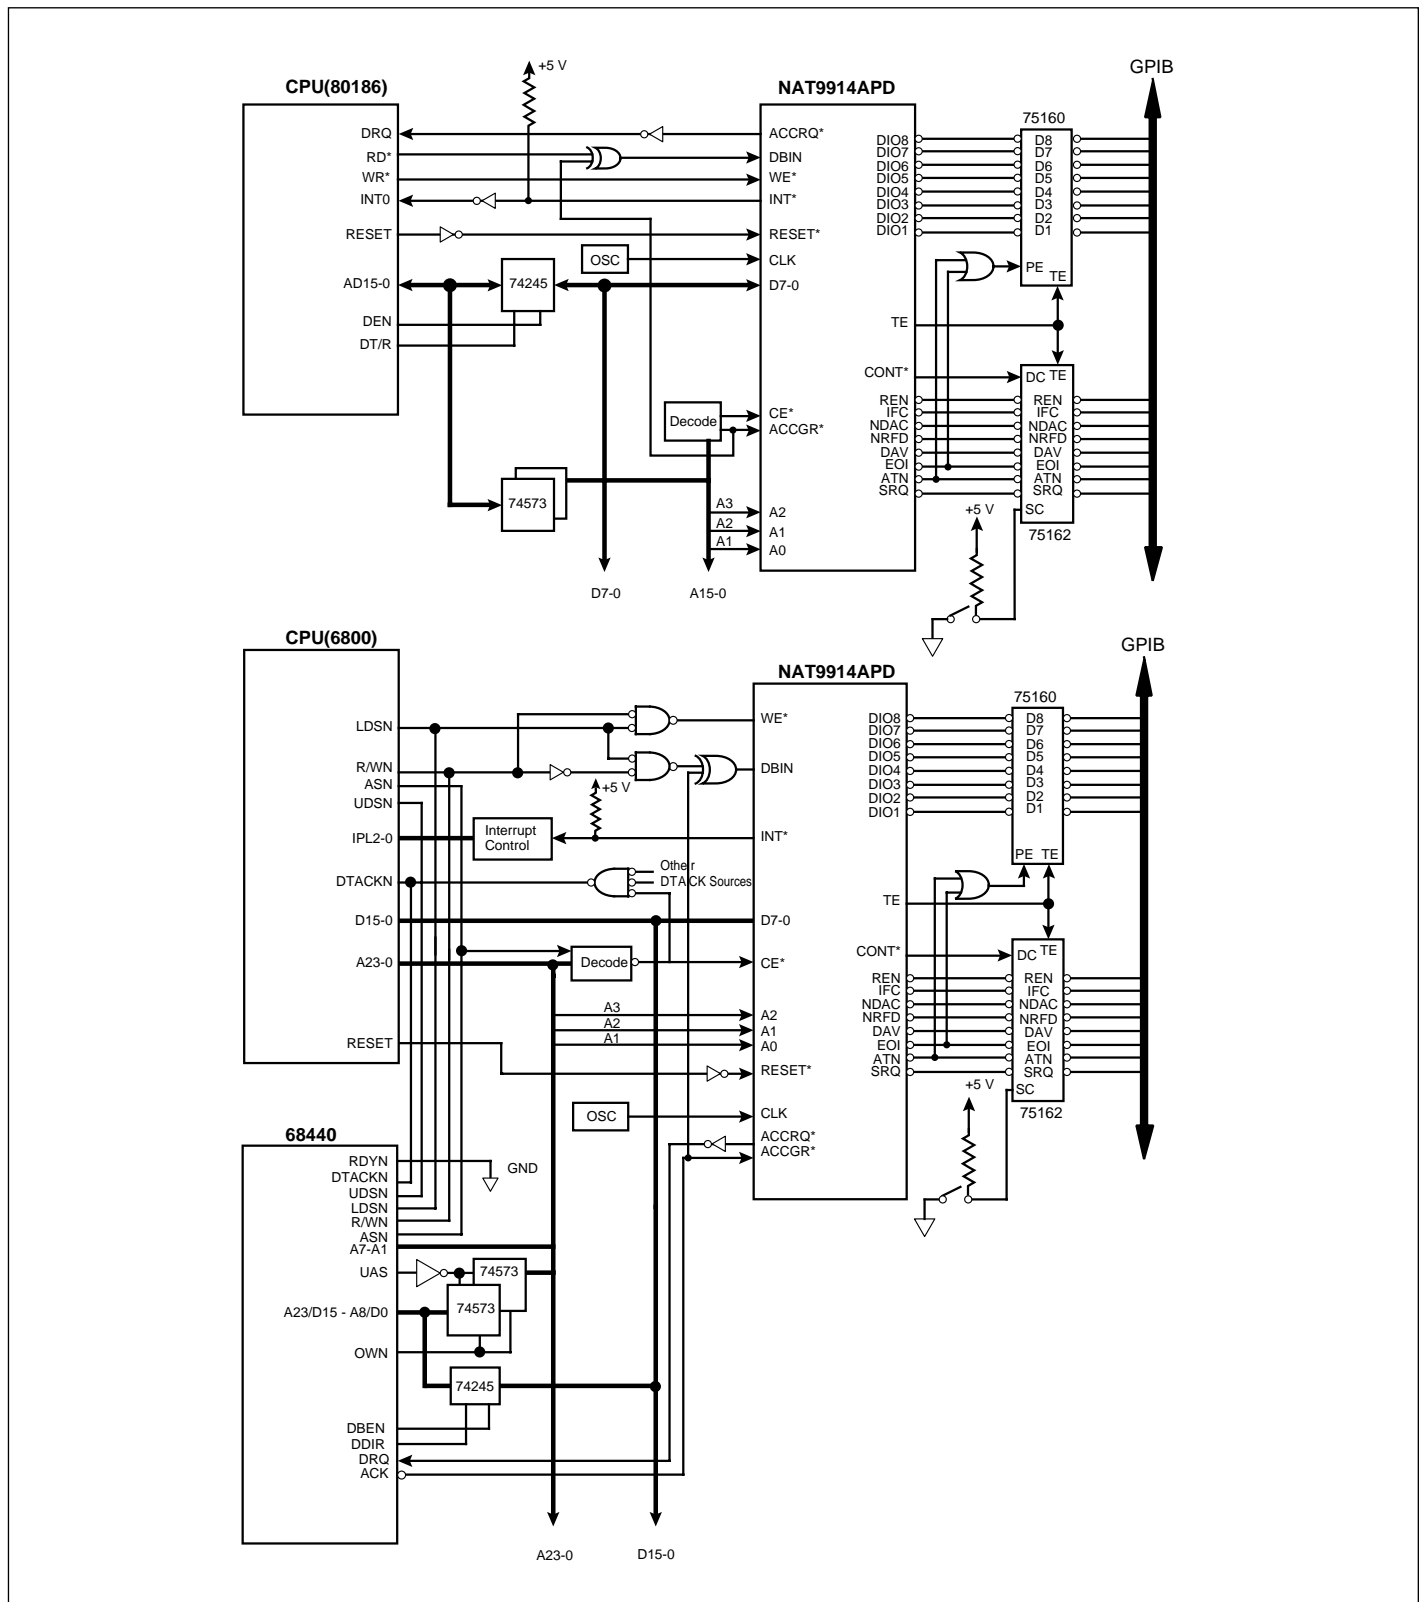 +5 V
GPIB
CPU(80186)
NAT9914APD
75160
DRQ
RD*
WR*
INT0
RESET
AD15-0
DEN
DT/R
OSC
74245
74573
Decode
ACCRQ*
DBIN
WE*
INT*
RESET*
CLK
D7-0
CE*
ACCGR*
A3
A2
A1
A2
A1
A0
D7-0
A15-0
DIO8
DIO7
DIO6
DIO5
DIO4
DIO3
DIO2
DIO1
TE
CONT*
REN
IFC
NDAC
NRFD
DAV
EOI
ATN
SRQ
D8
D7
D6
D5
D4
D3
D2
D1
PE
TE
DC TE
REN
IFC
NDAC
NRFD
DAV
EOI
ATN
SRQ
SC
75162
+5 V
CPU(6800)
GPIB
NAT9914APD
75160
LDSN
R/WN
ASN
UDSN
IPL2-0
DTACKN
D15-0
A23-0
RESET
+5 V
Interrupt
Control
Other
DTACK Sources
Decode
A3
A2
A1
OSC
WE*
DBIN
INT*
D7-0
CE*
A2
A1
A0
RESET*
CLK
ACCRQ*
ACCGR*
DIO8
DIO7
DIO6
DIO5
DIO4
DIO3
DIO2
DIO1
TE
CONT*
REN
IFC
NDAC
NRFD
DAV
EOI
ATN
SRQ
D8
D7
D6
D5
D4
D3
D2
D1
PE TE
DC TE
REN
IFC
NDAC
NRFD
DAV
EOI
ATN
SRQ
SC
75162
+5 V
68440
RDYN
DTACKN
UDSN
LDSN
R/WN
ASN
A7-A1
UAS
A23/D15 - A8/D0
OWN
DBEN
DDIR
DRQ
ACK
GND
74573
74573
74245
A23-0
D15-0